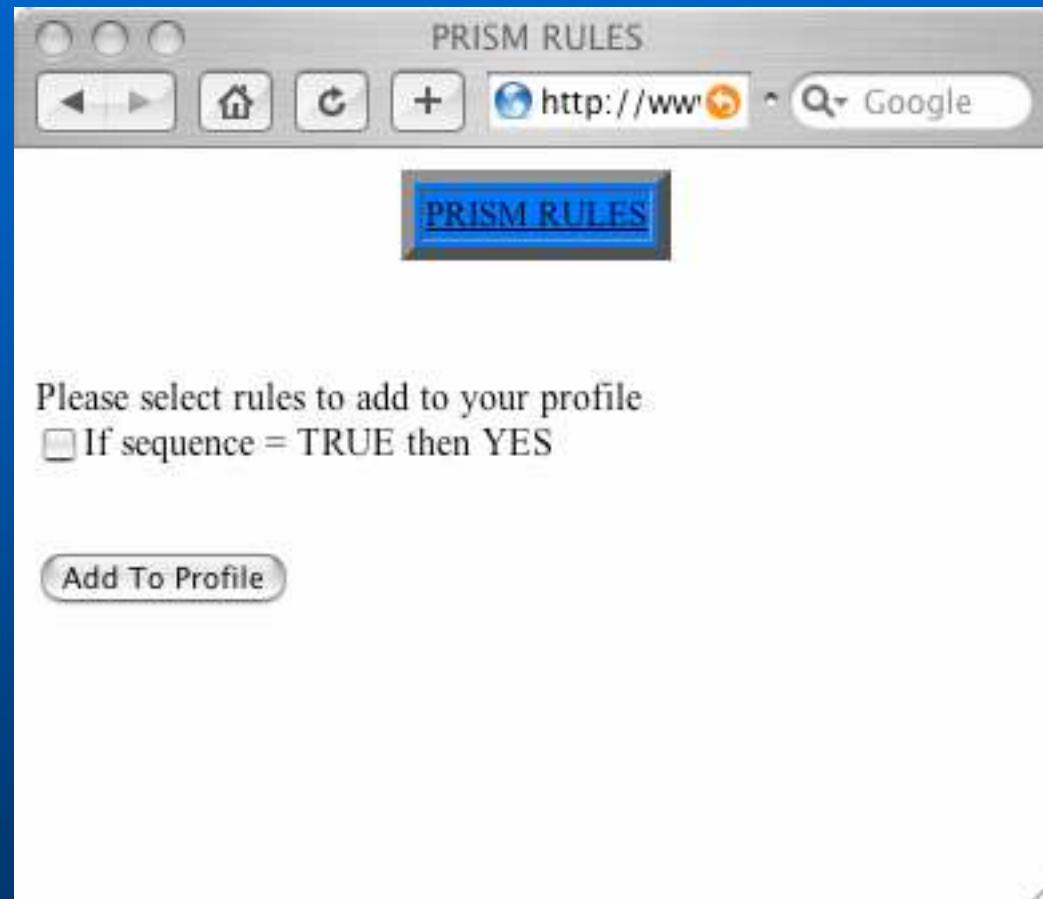 PRISM RULES
http://ww Google
PRISM RULES
Please select rules to add to your profile
If sequence = TRUE then YES
Add To Profile